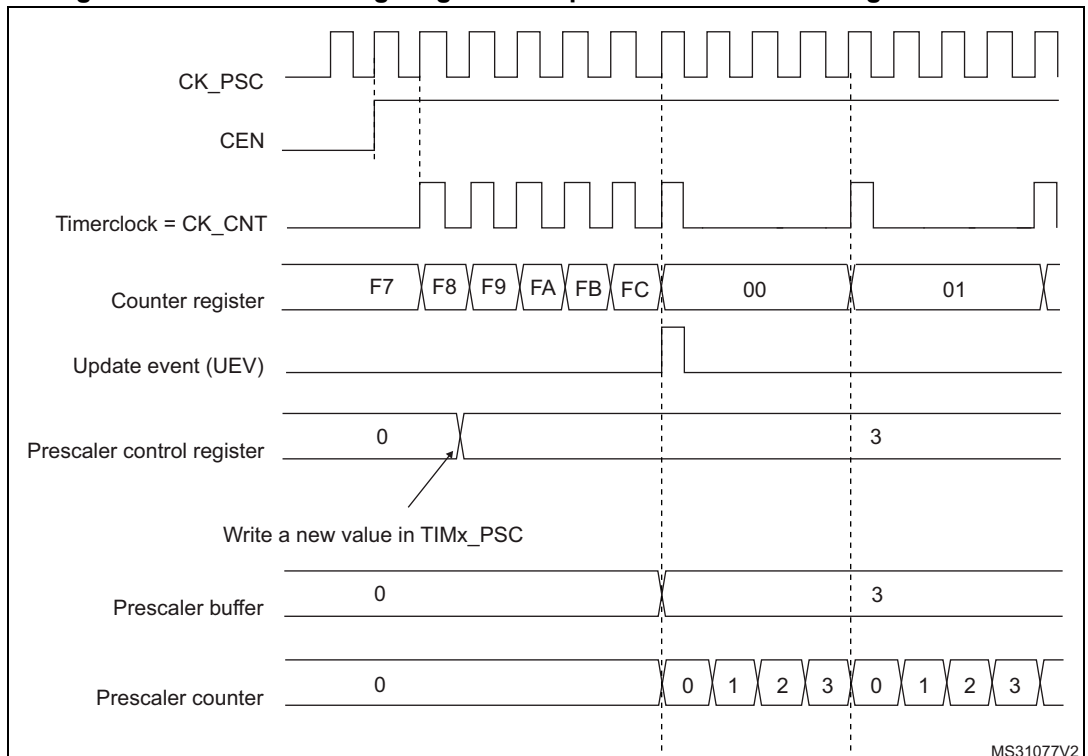 CK_PSC
CEN
Timerclock = CK_CNT
Counter register F7 F8 F9 FA FB FC 00 01
Update event (UEV)
Prescaler control register 0 3
Write a new value in TIMx_PSC
Prescaler buffer 0 3
Prescaler counter 0 0 1 2 3 0 1 2 3
MS31077V2